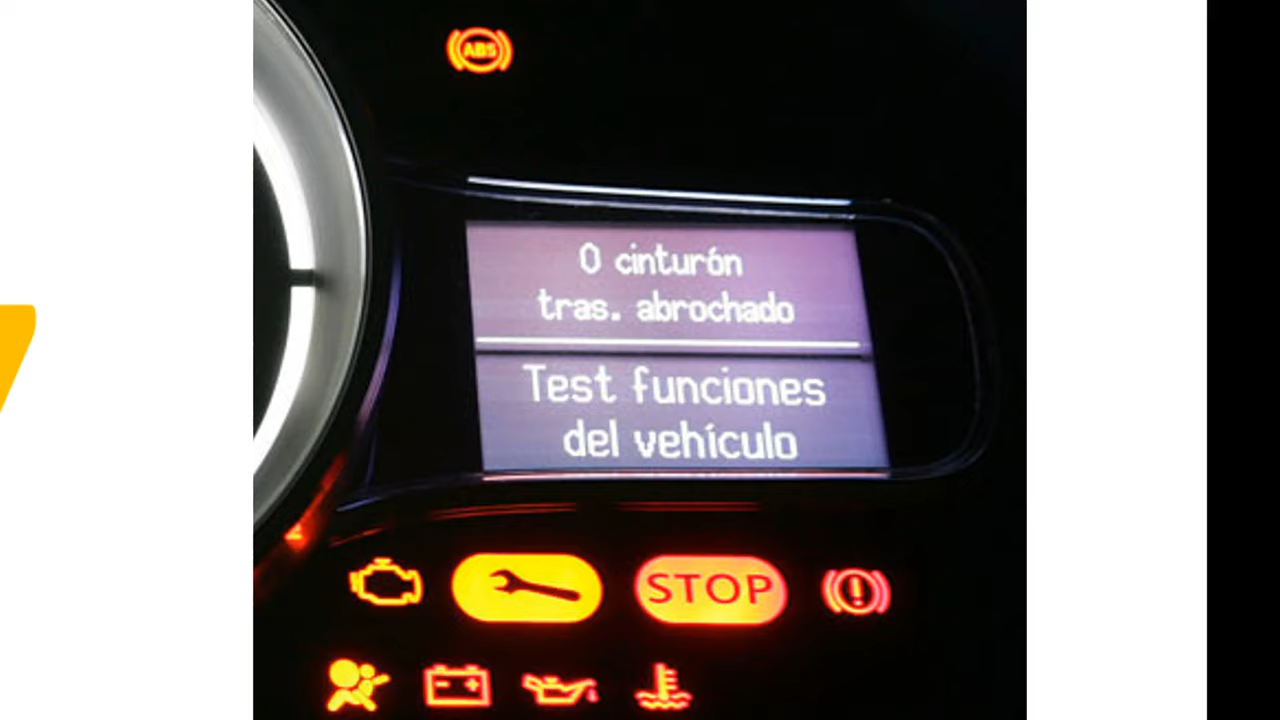 ABS
0 cinturón
tras. abrochado
Test funciones
del vehículo
STOP